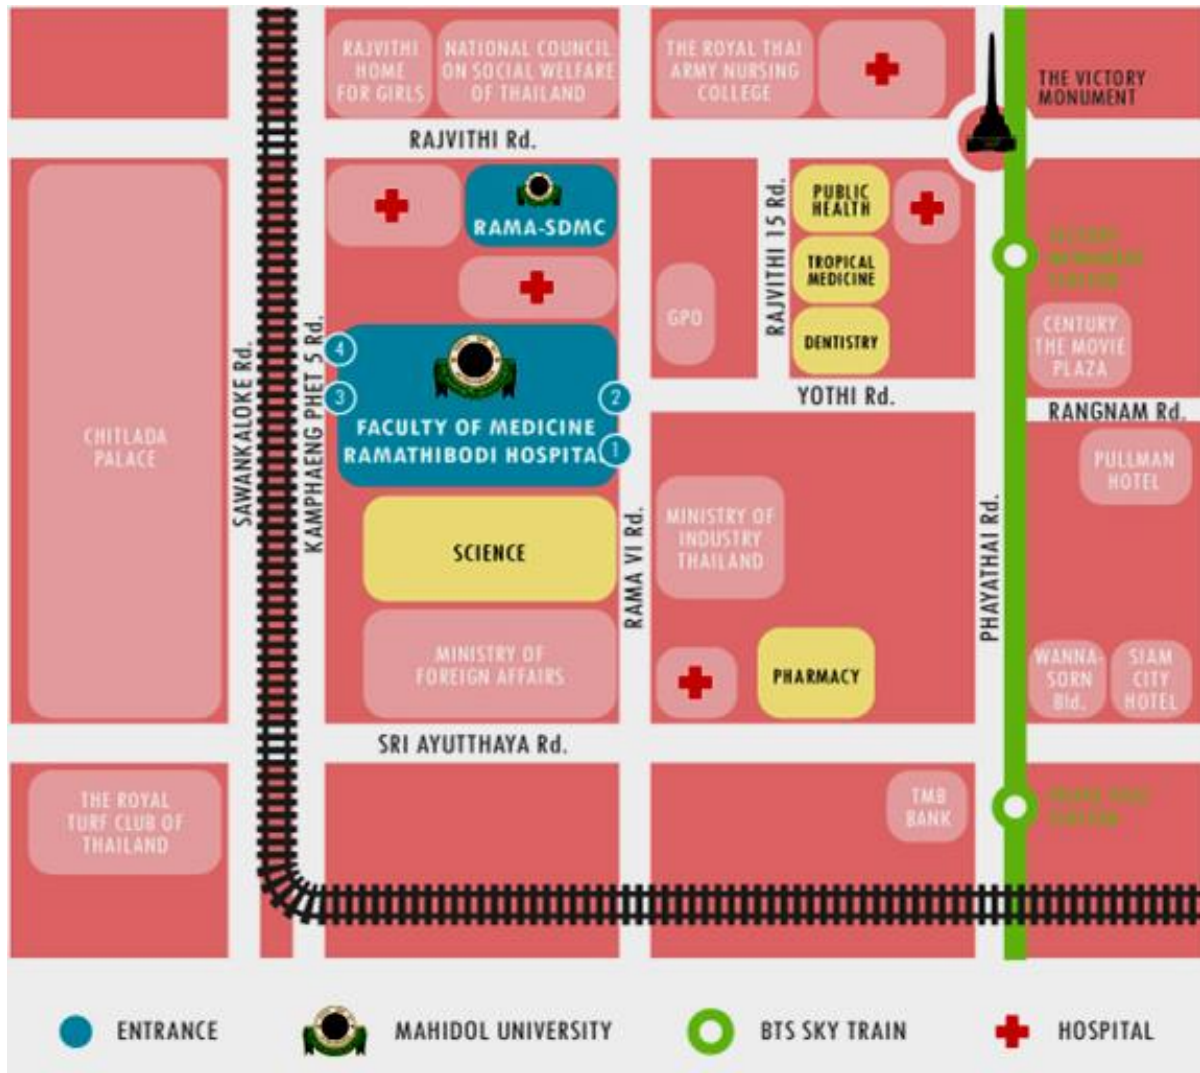 RAJVITHI
HOME
FOR GIRLS
NATIONAL COUNCIL
ON SOCIAL WELFARE
OF THAILAND
THE ROYAL THAI
ARMY NURSING
COLLEGE
THE VICTORY
MONUMENT
RAJVITHI Rd.
RAMA-SDMC
RAJVITHI 15 Rd.
PUBLIC
HEALTH
TROPICAL
MEDICINE
DENTISTRY
GPO
CENTURY
THE MOVIE
PLAZA
YOTHI Rd.
RANGNAM Rd.
SAWANKALOKE Rd.
KAMPHAENG PHET 5 Rd.
4
3
2
1
FACULTY OF MEDICINE
RAMATHIBODI HOSPITA
CHITLADA
PALACE
PULLMAN
HOTEL
SCIENCE
RAMA VI Rd.
MINISTRY OF
INDUSTRY
THAILAND
PHAYATHAI Rd.
MINISTRY OF
FOREIGN AFFAIRS
PHARMACY
WANNA-
SORN
Bld.
SIAM
CITY
HOTEL
SRI AYUTTHAYA Rd.
THE ROYAL
TURF CLUB OF
THAILAND
TMB
BANK
ENTRANCE
MAHIDOL UNIVERSITY
BTS SKY TRAIN
HOSPITAL